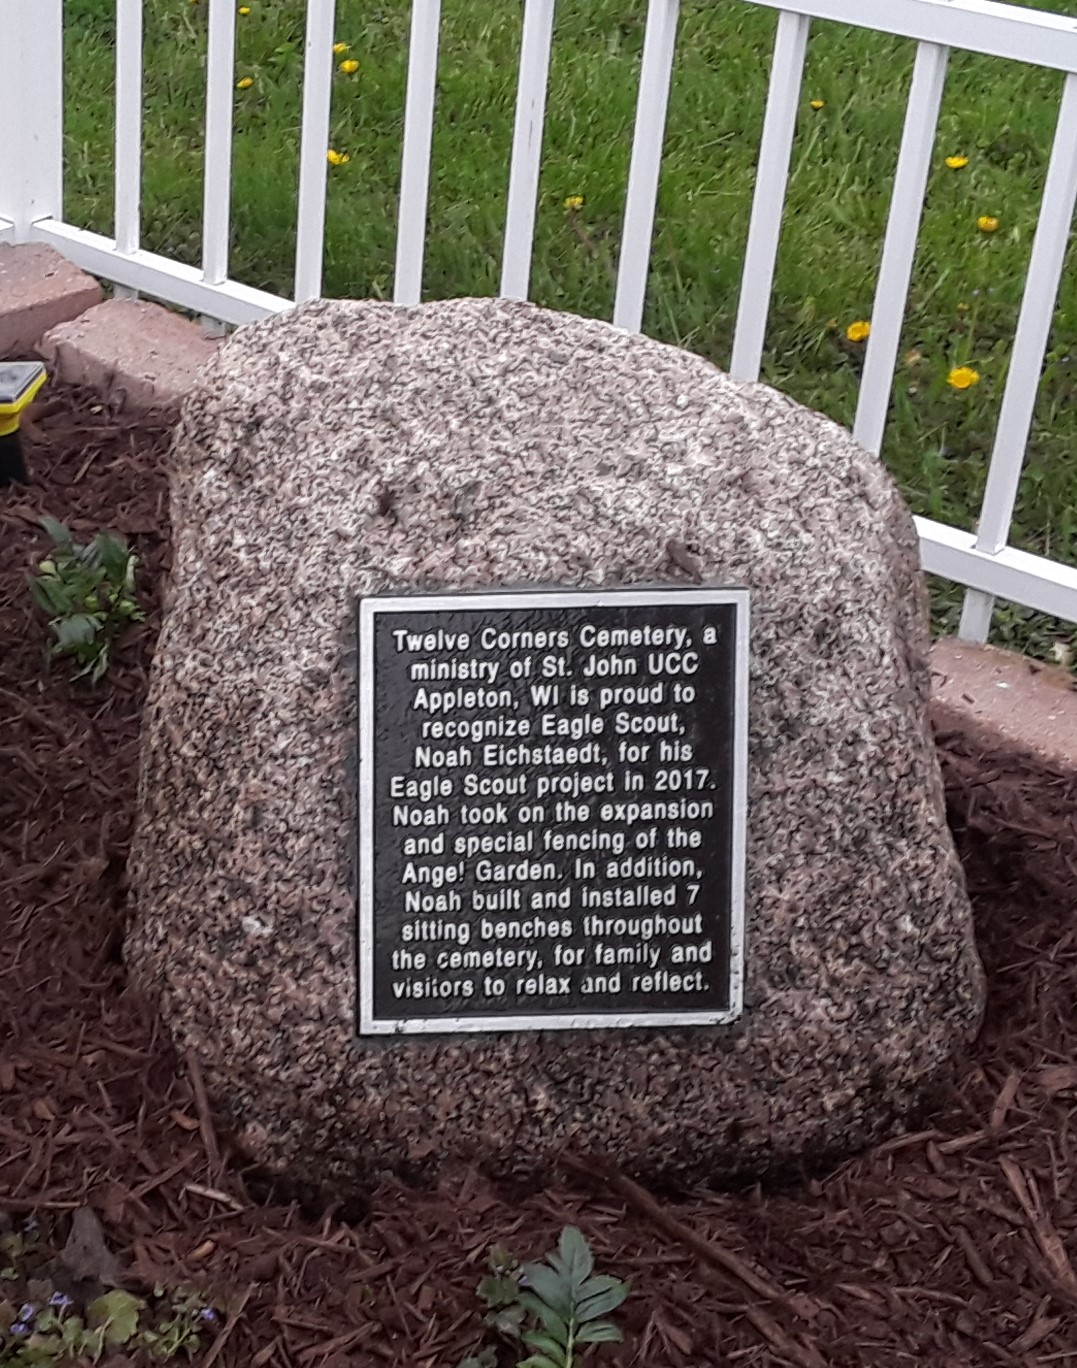 Twelve Corners Cemetery, a
ministry of St. John UCC
Appleton, WI is proud to
recognize Eagle Scout,
Noah Eichstaedt, for his
Eagle Scout project in 2017.
Noah took on the expansion
and special fencing of the
Angel Garden. In addition,
Noah built and installed 7
sitting benches throughout
the cemetery, for family and
visitors to relax and reflect.